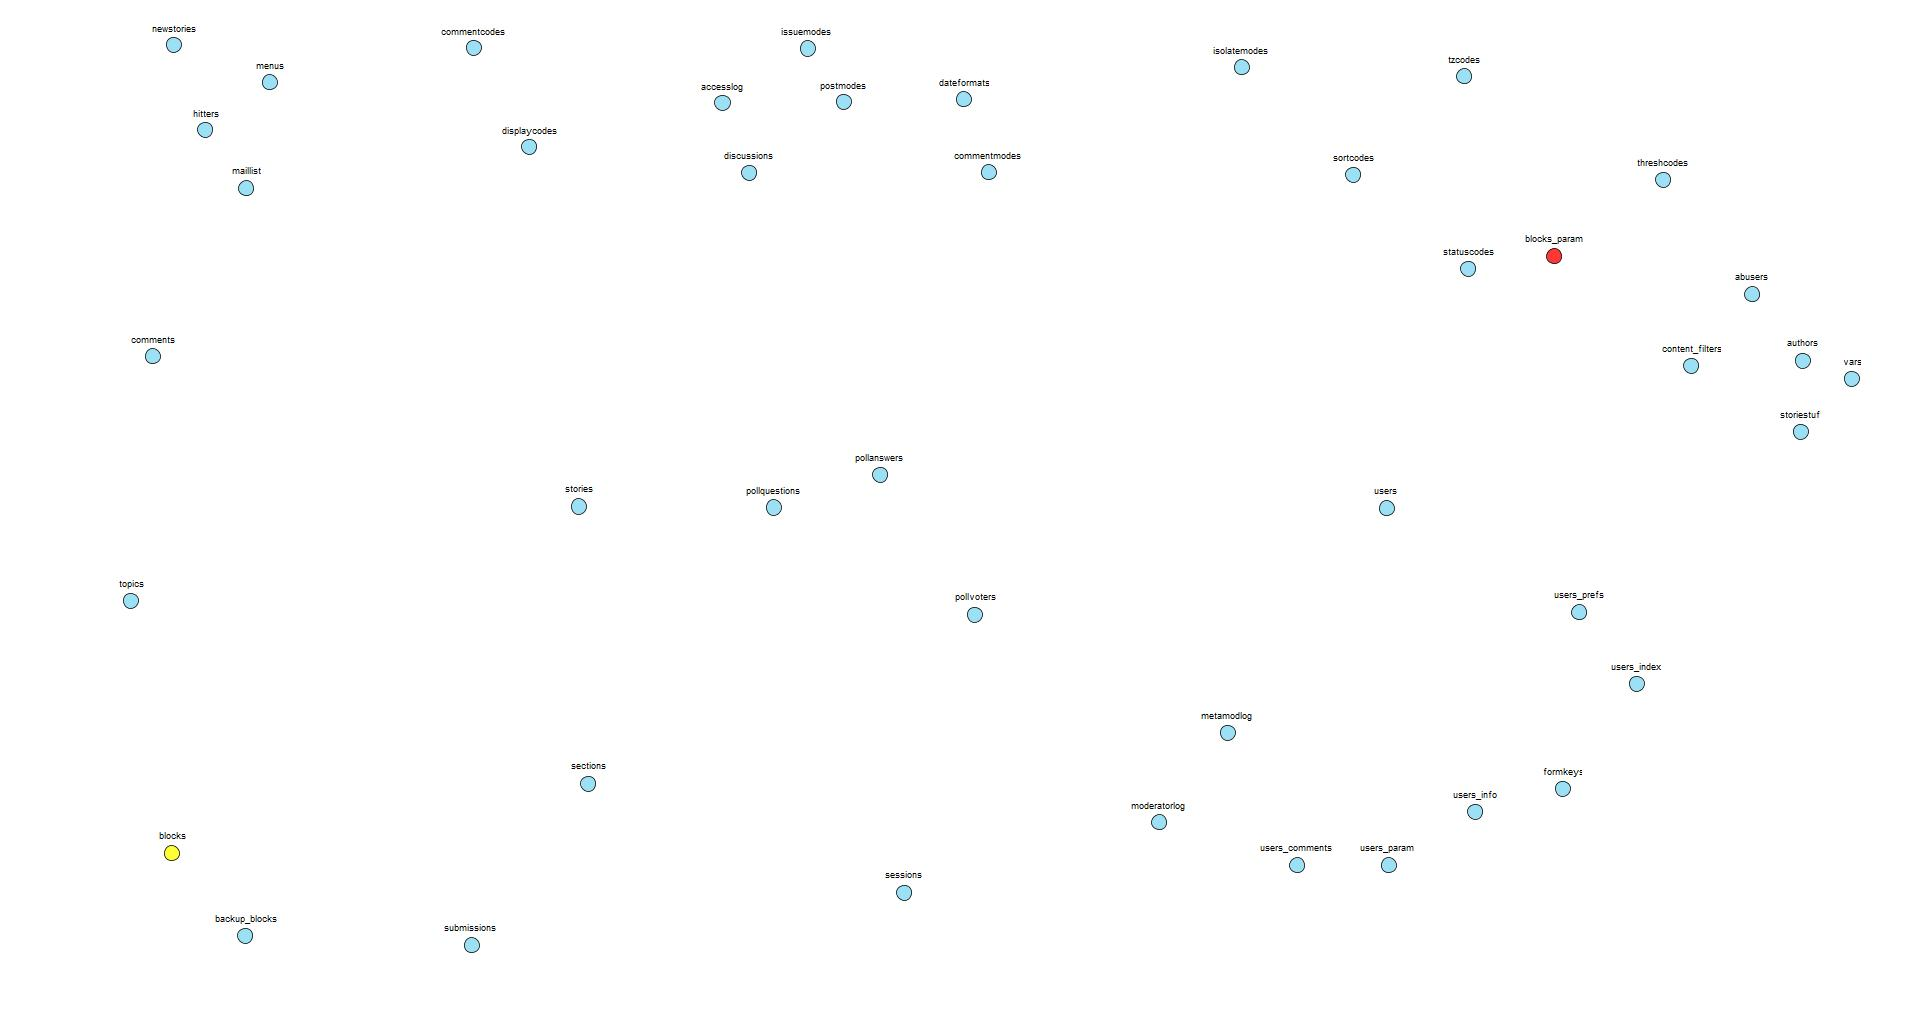 newstories
commentcodes
issuemodes
isolatemodes
tzcodes
menus
accesslog
postmodes
dateformats
hitters
displaycodes
discussions
commentmodes
sortcodes
threshcodes
maillist
blocks_param
statuscodes
abusers
comments
content_filters
authors
vars
storiestuf
pollanswers
stories
pollquestions
users
topics
pollvoters
users_prefs
users_index
metamodlog
sections
formkeys
users_info
moderatorlog
blocks
users_comments
users_param
sessions
backup_blocks
submissions